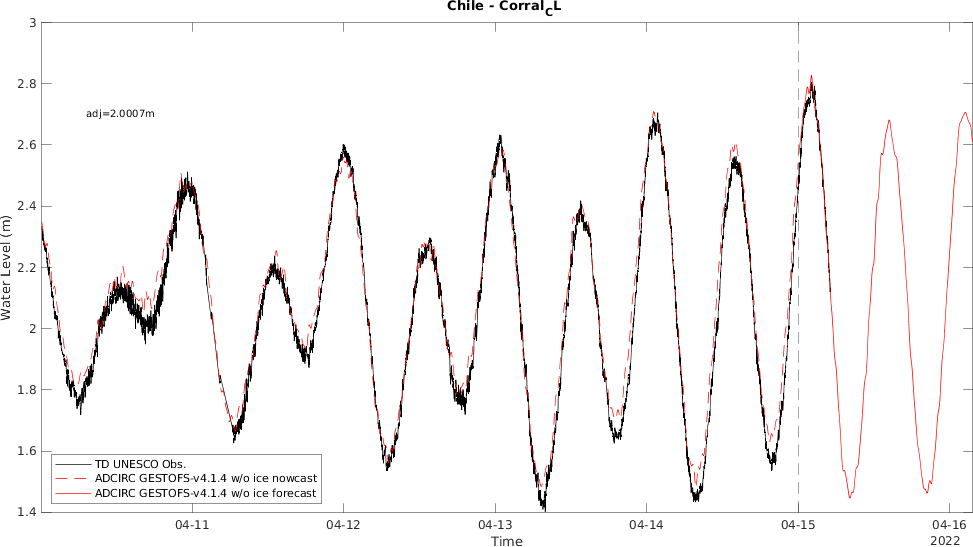 Chile - Corral_CL
3
2.8
adj=2.0007m
2.6
2.4
2.2
2
1.8
1.6
1.4
Water Level (m)
TD UNESCO Obs.
ADCIRC GESTOFS-v4.1.4 w/o ice nowcast
ADCIRC GESTOFS-v4.1.4 w/o ice forecast
04-11 04-12 04-13 04-14 04-15 04-16
Time 2022